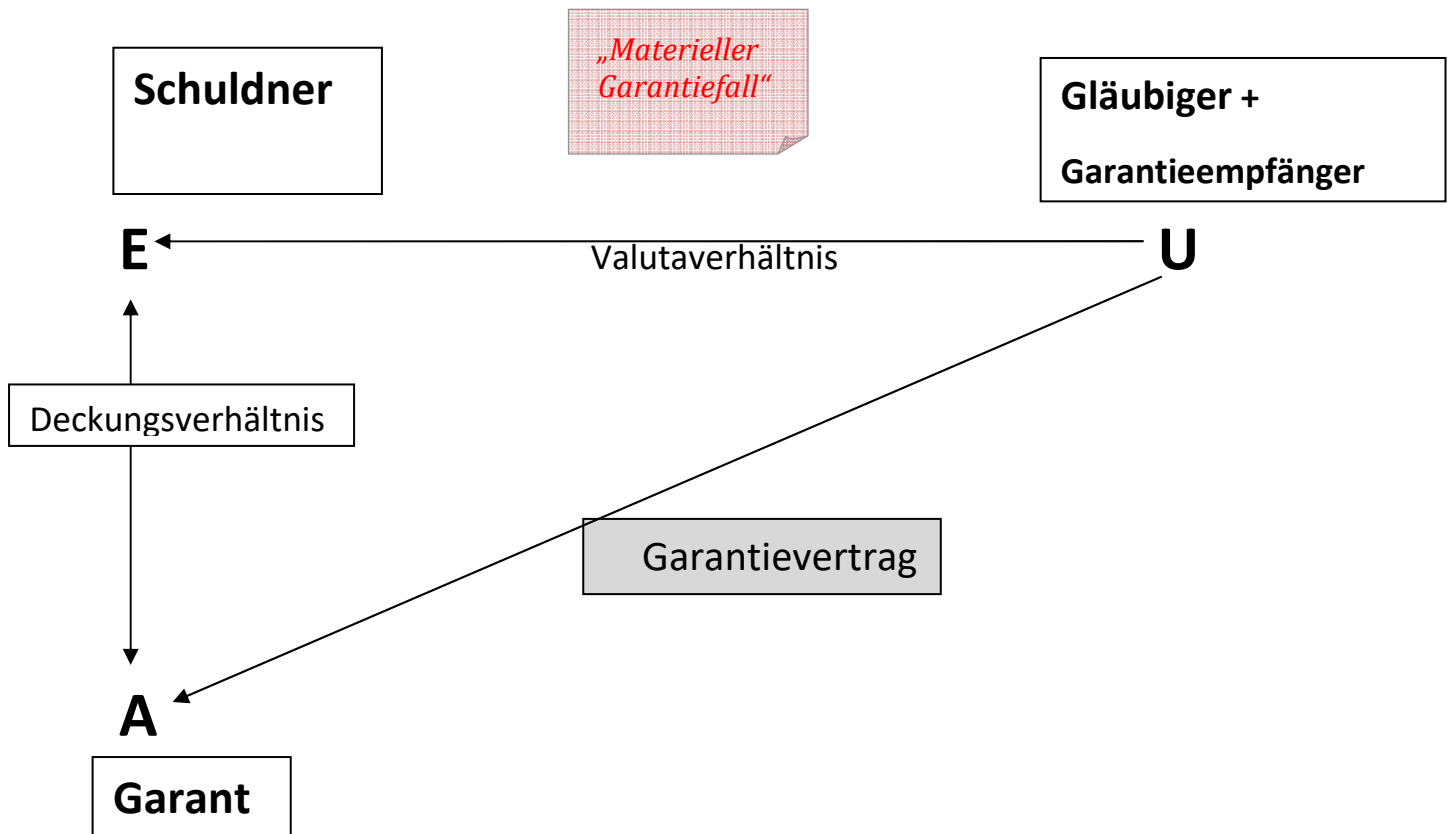 Schuldner
„Materieller
Garantiefall“
Gläubiger +
Garantieempfänger
E
Valutaverhältnis
U
Deckungsverhältnis
Garantievertrag
A
Garant